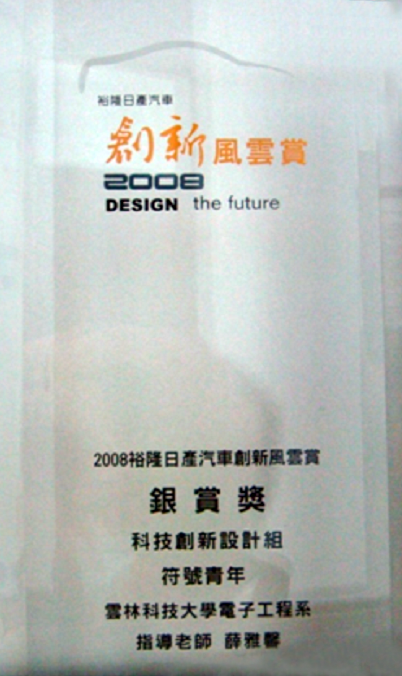 裕隆日產汽車
創新風雲賞
2008
DESIGN the future
2008裕隆日產汽車創新風雲賞
銀賞獎
科技創新設計組
符號青年
雲林科技大學電子工程系
指導老師 薛雅馨